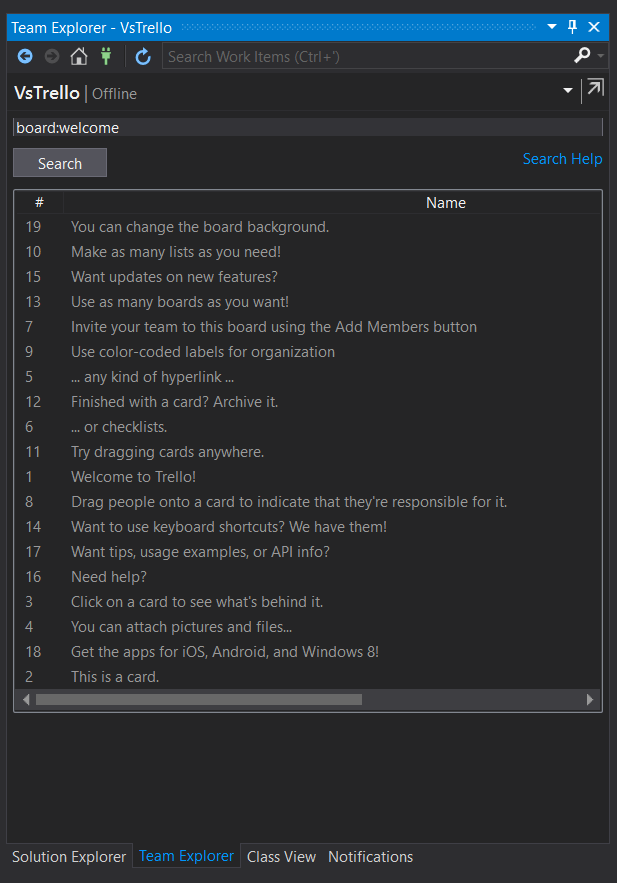 Team Explorer - VsTrello
Search Work Items (Ctrl+')
VsTrello | Offline
board:welcome
Search
Search Help
# Name
19 You can change the board background.
10 Make as many lists as you need!
15 Want updates on new features?
13 Use as many boards as you want!
7 Invite your team to this board using the Add Members button
9 Use color-coded labels for organization
5 ... any kind of hyperlink ...
12 Finished with a card? Archive it.
6 ... or checklists.
11 Try dragging cards anywhere.
1 Welcome to Trello!
8 Drag people onto a card to indicate that they're responsible for it.
14 Want to use keyboard shortcuts? We have them!
17 Want tips, usage examples, or API info?
16 Need help?
3 Click on a card to see what's behind it.
4 You can attach pictures and files...
18 Get the apps for iOS, Android, and Windows 8!
2 This is a card.
Solution Explorer Team Explorer Class View Notifications